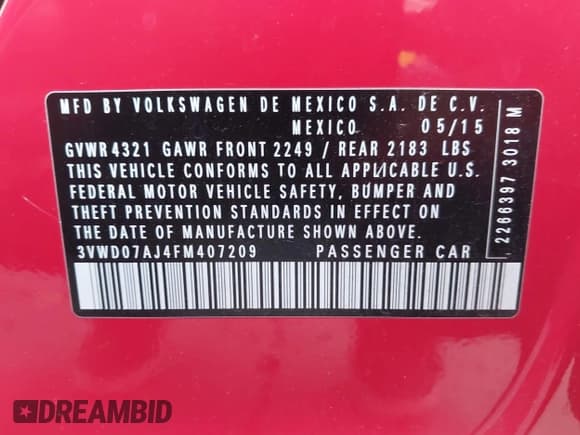 MFD BY VOLKSWAGEN DE MEXICO S.A. DE C.V.
MEXICO 05/15
GVWR 4321 GAWR FRONT 2249 / REAR 2183 LBS
THIS VEHICLE CONFORMS TO ALL APPLICABLE U.S.
FEDERAL MOTOR VEHICLE SAFETY, BUMPER AND
THEFT PREVENTION STANDARDS IN EFFECT ON
THE DATE OF MANUFACTURE SHOWN ABOVE.
3VWD07AJ4FM407209 PASSENGER CAR
2266397 3018 M
DREAMBID